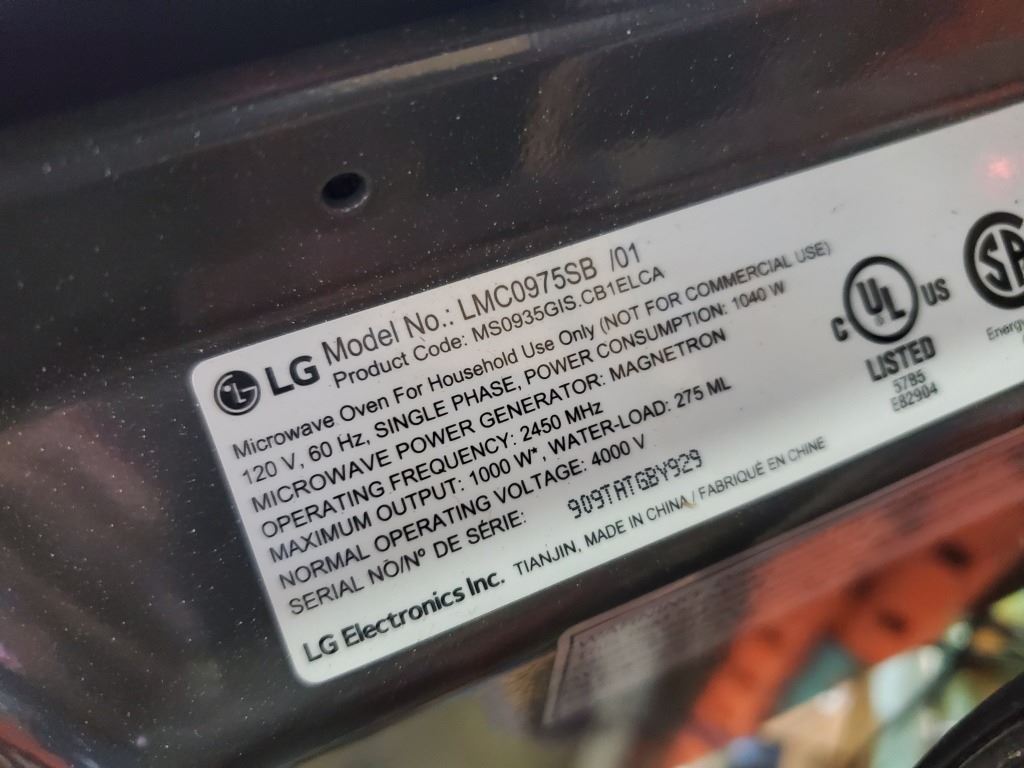 LG
Model No.: LMC0975SB /01
Product Code: MS0935GIS.CB1ELCA
Microwave Oven For Household Use Only (NOT FOR COMMERCIAL USE)
120 V, 60 Hz, SINGLE PHASE, POWER CONSUMPTION: 1040 W
MICROWAVE POWER GENERATOR: MAGNETRON
OPERATING FREQUENCY: 2450 MHz
MAXIMUM OUTPUT: 1000 W*, WATER-LOAD: 275 ML
NORMAL OPERATING VOLTAGE: 4000 V
SERIAL NO/Nº DE SÉRIE: 909TATGBY929
LG Electronics Inc. TIANJIN, MADE IN CHINA / FABRIQUÉ EN CHINE
C UL US
LISTED
5785
E82904